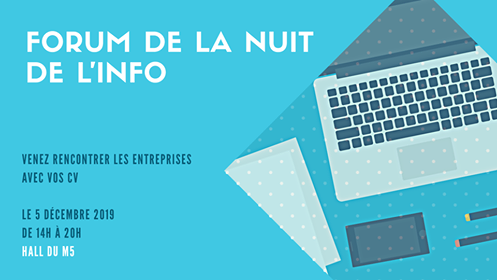 FORUM DE LA NUIT
DE L'INFO
VENEZ RENCONTRER LES ENTREPRISES
AVEC VOS CV
LE 5 DÉCEMBRE 2019
DE 14H À 20H
HALL DU M5